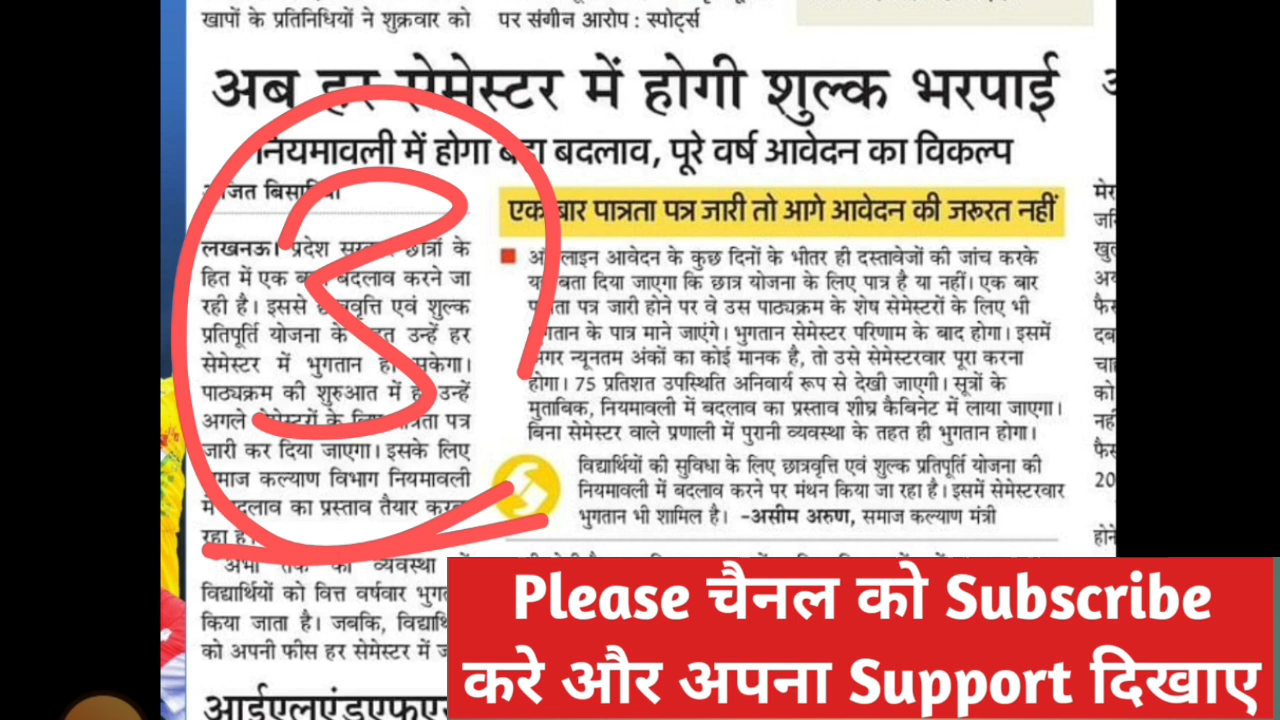 खापों के प्रतिनिधियों ने शुक्रवार को
पर संगीन आरोप : स्पोर्ट्स
अब हर सेमेस्टर में होगी शुल्क भरपाई
नियमावली में होगा बड़ा बदलाव, पूरे वर्ष आवेदन का विकल्प
बिसारिया
लखनऊ। प्रदेश सरकार छात्रों के
हित में एक बड़ा बदलाव करने जा
रही है। इससे छात्रवृत्ति एवं शुल्क
प्रतिपूर्ति योजना के तहत उन्हें हर
सेमेस्टर में भुगतान हो सकेगा।
पाठ्यक्रम की शुरुआत में ही उन्हें
अगले सेमेस्टरों के लिए पात्रता पत्र
जारी कर दिया जाएगा। इसके लिए
समाज कल्याण विभाग नियमावली
में बदलाव का प्रस्ताव तैयार करवा
रहा है।
अभी तक की व्यवस्था में
विद्यार्थियों को वित्त वर्षवार
किया जाता है। जबकि,
को अपनी फीस हर सेमेस्टर में
एक बार पात्रता पत्र जारी तो आगे आवेदन की जरूरत नहीं
ऑनलाइन आवेदन के कुछ दिनों के भीतर ही दस्तावेजों की जांच करके
यह बता दिया जाएगा कि छात्र योजना के लिए पात्र है या नहीं। एक बार
पात्रता पत्र जारी होने पर वे उस पाठ्यक्रम के शेष सेमेस्टरों के लिए भी
भुगतान के पात्र माने जाएंगे। भुगतान सेमेस्टर परिणाम के बाद होगा। इसमें
अगर न्यूनतम अंकों का कोई मानक है, तो उसे सेमेस्टरवार पूरा करना
होगा। 75 प्रतिशत उपस्थिति अनिवार्य रूप से देखी जाएगी। सूत्रों के
मुताबिक, नियमावली में बदलाव का प्रस्ताव शीघ्र कैबिनेट में लाया जाएगा।
बिना सेमेस्टर वाले प्रणाली में पुरानी व्यवस्था के तहत ही भुगतान होगा।
विद्यार्थियों की सुविधा के लिए छात्रवृत्ति एवं शुल्क प्रतिपूर्ति योजना की
नियमावली में बदलाव करने पर मंथन किया जा रहा है। इसमें सेमेस्टरवार
भुगतान भी शामिल है। -असीम अरुण, समाज कल्याण मंत्री
Please चैनल को Subscribe
करे और अपना Support दिखाए